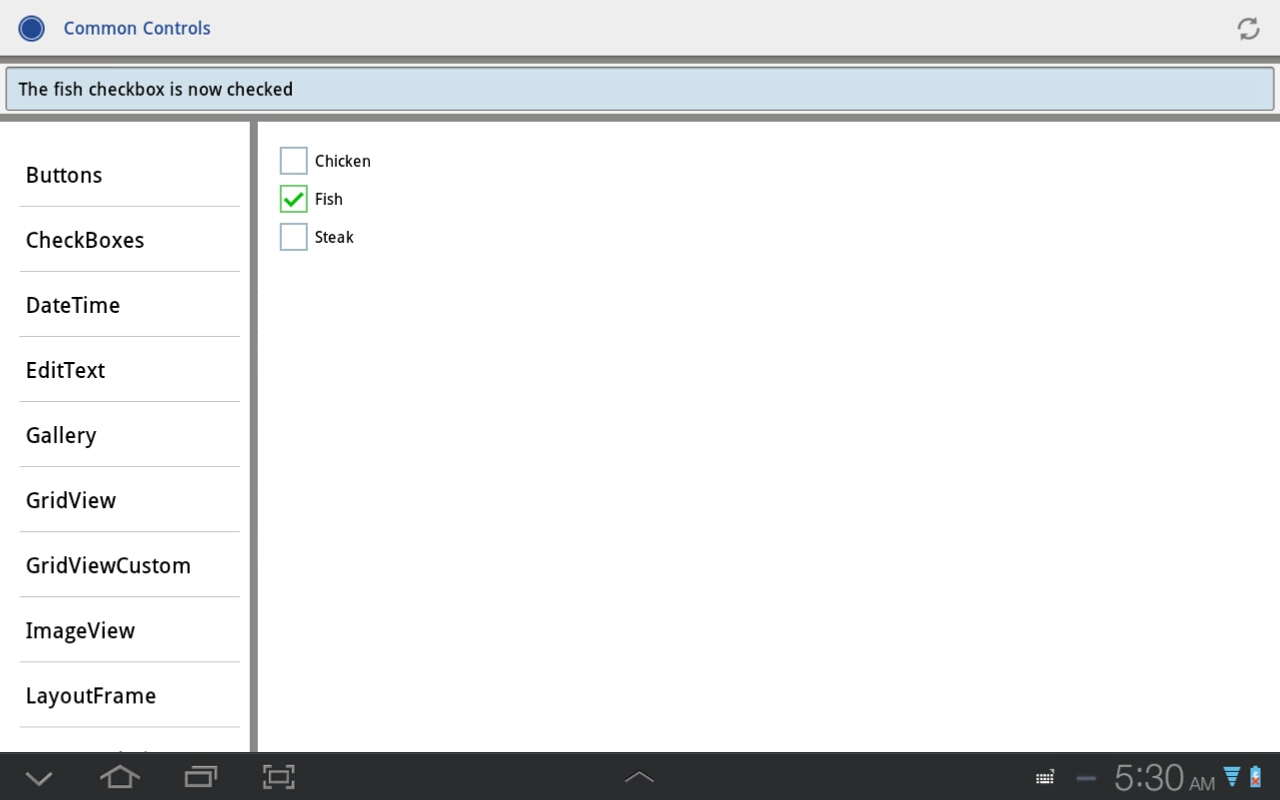 Common Controls
The fish checkbox is now checked
Buttons
CheckBoxes
DateTime
EditText
Gallery
GridView
GridViewCustom
ImageView
LayoutFrame
Chicken
Fish
Steak
5:30 AM